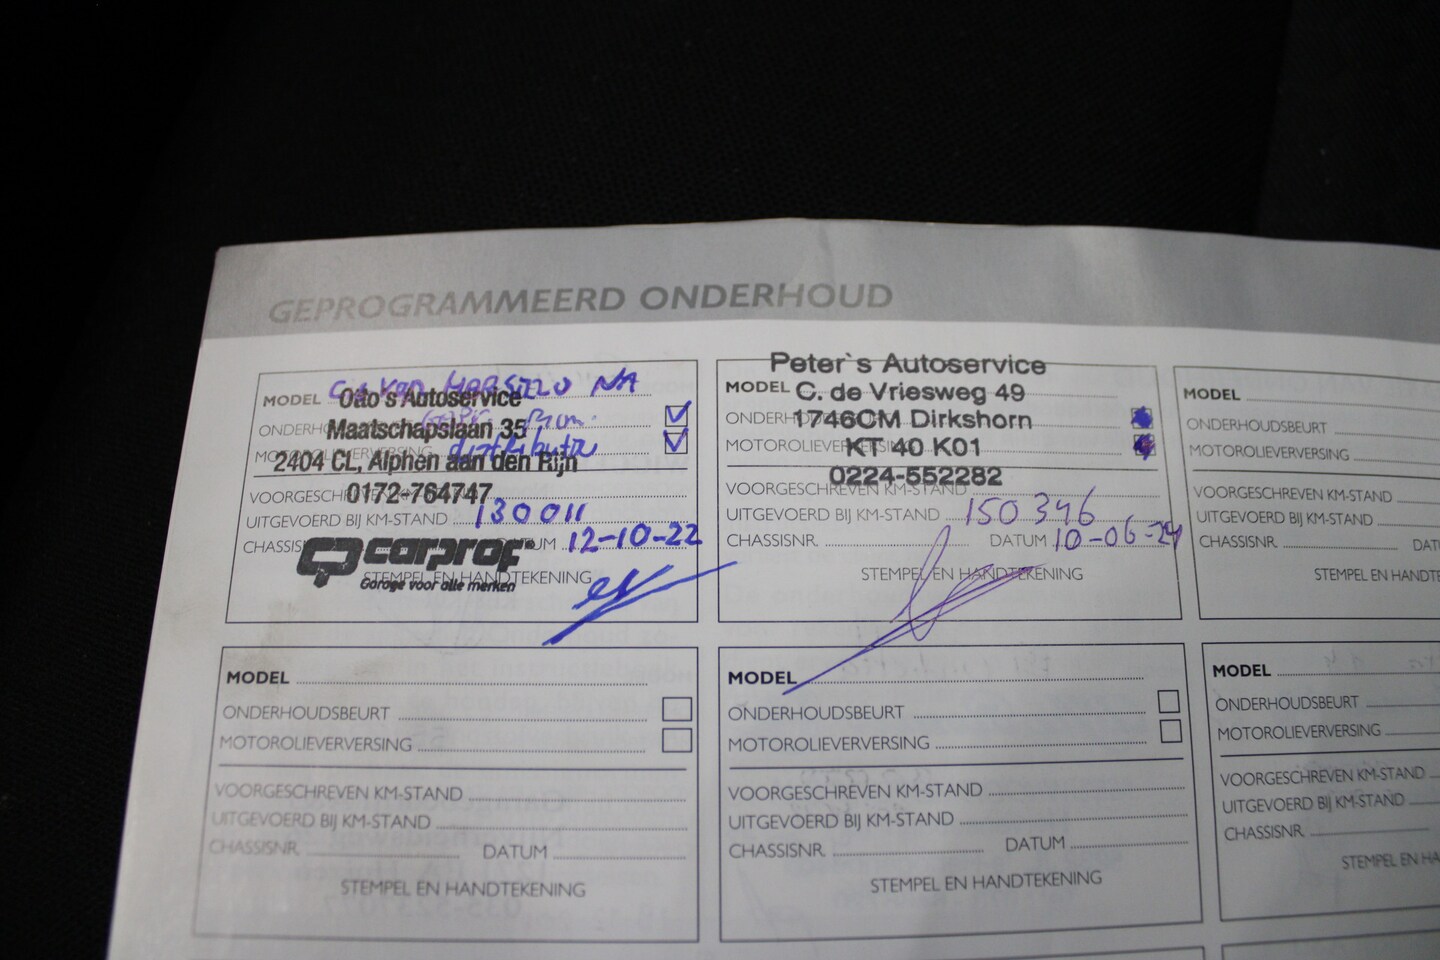 GEPROGRAMMEERD ONDERHOUD
MODEL
Otto's Autoservice
Maatschapslaan 35
2404 CL, Alphen aan den Rijn
0172-764747
distributie
VOORGESCHREVEN KM-STAND
UITGEVOERD BIJ KM-STAND 130011
CHASSISNR. DATUM 12-10-22
carprof
Garage voor alle merken
STEMPEL EN HANDTEKENING
Peter`s Autoservice
MODEL C. de Vriesweg 49
ONDERHOUDSBEURT 1746CM Dirkshorn
MOTOROLIEVERVERSING KT 40 K01
0224-552282
VOORGESCHREVEN KM-STAND
UITGEVOERD BIJ KM-STAND 150346
CHASSISNR. DATUM 10-06-24
STEMPEL EN HANDTEKENING
MODEL
ONDERHOUDSBEURT
MOTOROLIEVERVERSING
VOORGESCHREVEN KM-STAND
UITGEVOERD BIJ KM-STAND
CHASSISNR.
STEMPEL EN
MODEL
ONDERHOUDSBEURT
MOTOROLIEVERVERSING
VOORGESCHREVEN KM-STAND
UITGEVOERD BIJ KM-STAND
CHASSISNR. DATUM
STEMPEL EN HANDTEKENING
MODEL
ONDERHOUDSBEURT
MOTOROLIEVERVERSING
VOORGESCHREVEN KM-STAND
UITGEVOERD BIJ KM-STAND
CHASSISNR. DATUM
STEMPEL EN HANDTEKENING
MODEL
ONDERHOUDSBEURT
MOTOROLIEVERVERSING
VOORGESCHREVEN KM-STAND
UITGEVOERD BIJ KM-STAND
CHASSISNR.
STEMPEL EN